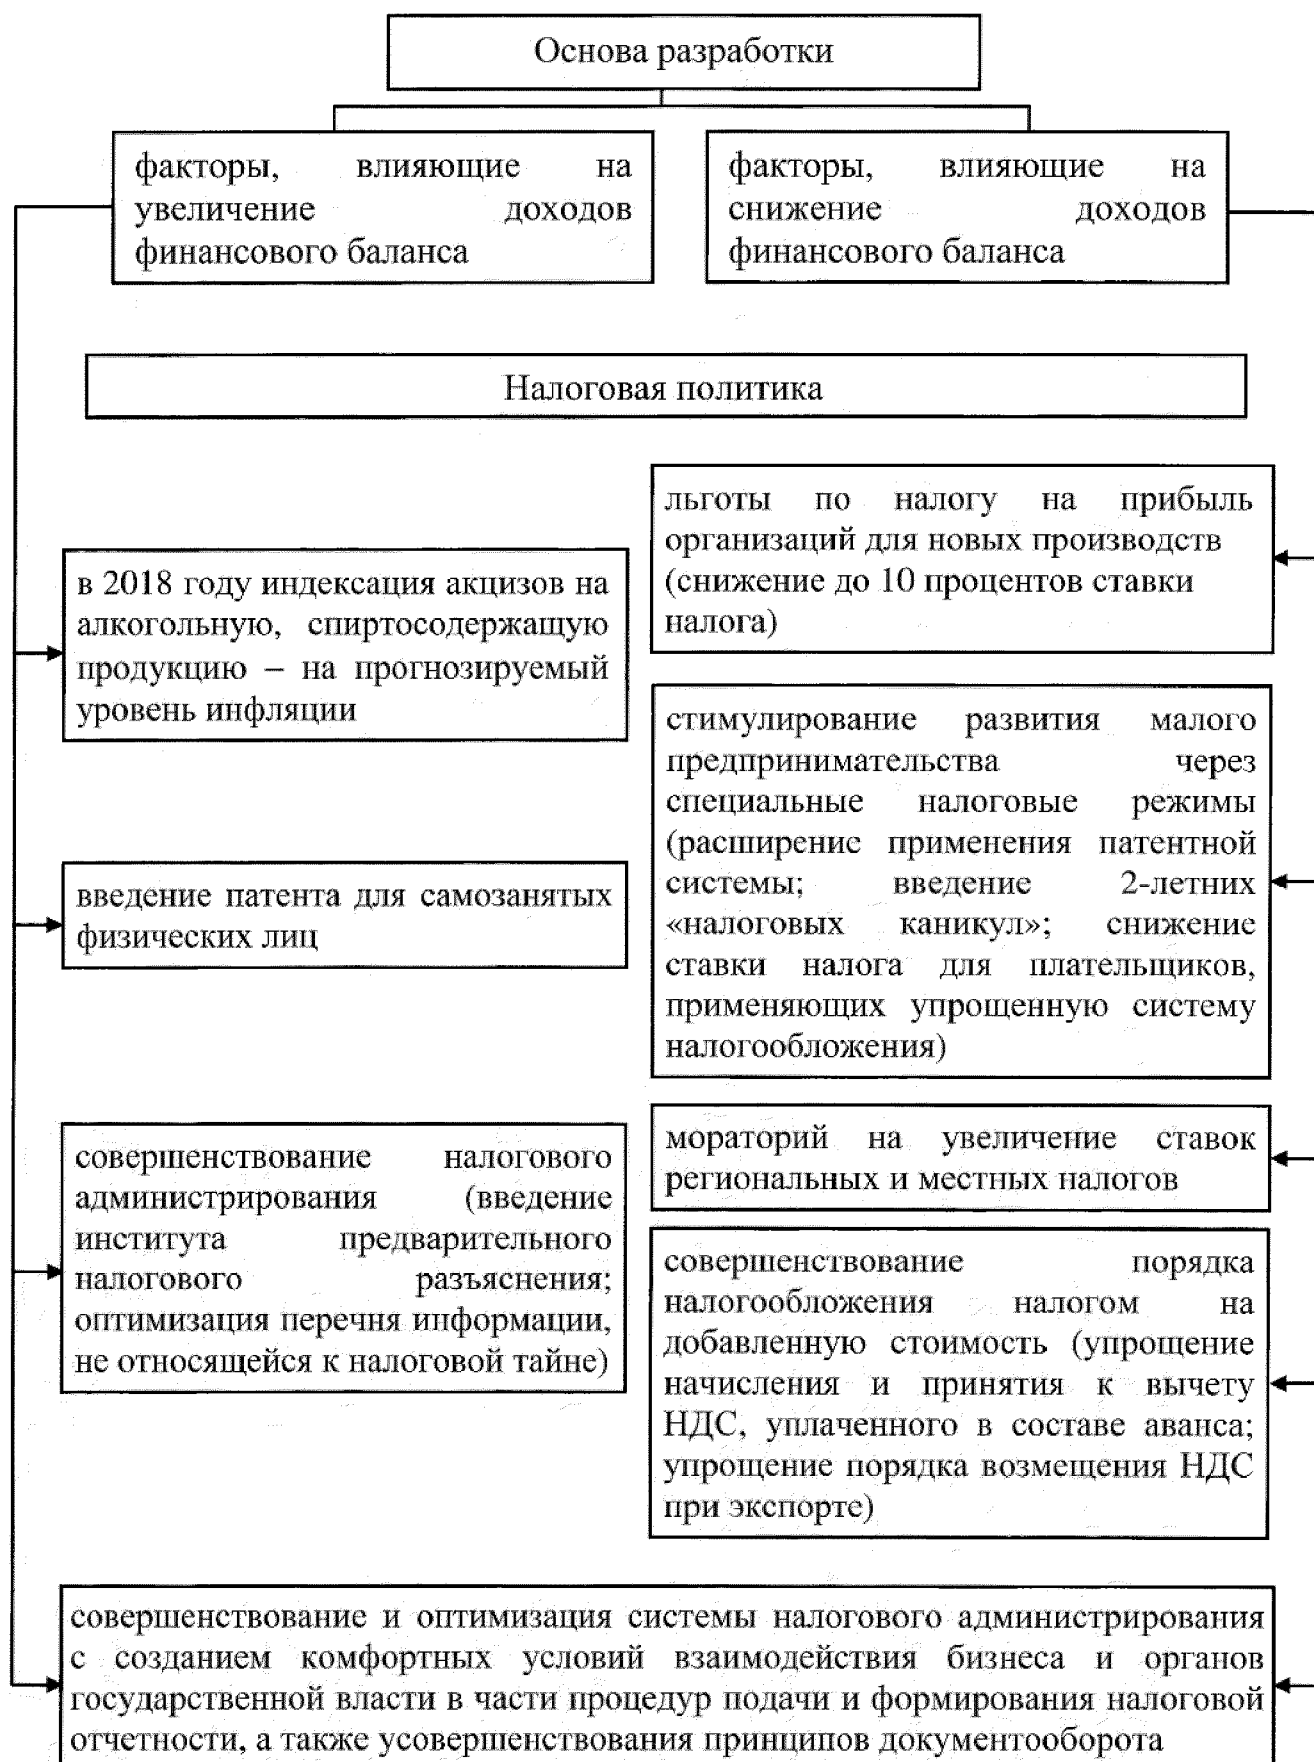 Основа разработки
факторы, влияющие на
увеличение доходов
финансового баланса
факторы, влияющие на
снижение доходов
финансового баланса
Налоговая политика
в 2018 году индексация акцизов на
алкогольную, спиртосодержащую
продукцию – на прогнозируемый
уровень инфляции
введение патента для самозанятых
физических лиц
совершенствование налогового
администрирования (введение
института предварительного
налогового разъяснения;
оптимизация перечня информации,
не относящейся к налоговой тайне)
льготы по налогу на прибыль
организаций для новых производств
(снижение до 10 процентов ставки
налога)
стимулирование развития малого
предпринимательства через
специальные налоговые режимы
(расширение применения патентной
системы; введение 2-летних
«налоговых каникул»; снижение
ставки налога для плательщиков,
применяющих упрощенную систему
налогообложения)
мораторий на увеличение ставок
региональных и местных налогов
совершенствование порядка
налогообложения налогом на
добавленную стоимость (упрощение
начисления и принятия к вычету
НДС, уплаченного в составе аванса;
упрощение порядка возмещения НДС
при экспорте)
совершенствование и оптимизация системы налогового администрирования
с созданием комфортных условий взаимодействия бизнеса и органов
государственной власти в части процедур подачи и формирования налоговой
отчетности, а также усовершенствования принципов документооборота